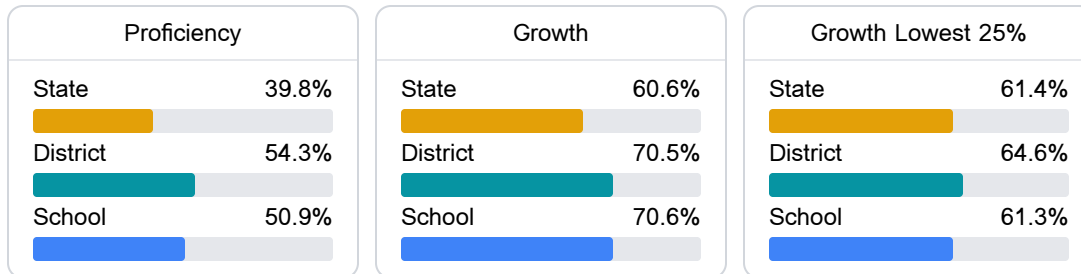 Proficiency
State 39.8%
District 54.3%
School 50.9%
Growth
State 60.6%
District 70.5%
School 70.6%
Growth Lowest 25%
State 61.4%
District 64.6%
School 61.3%